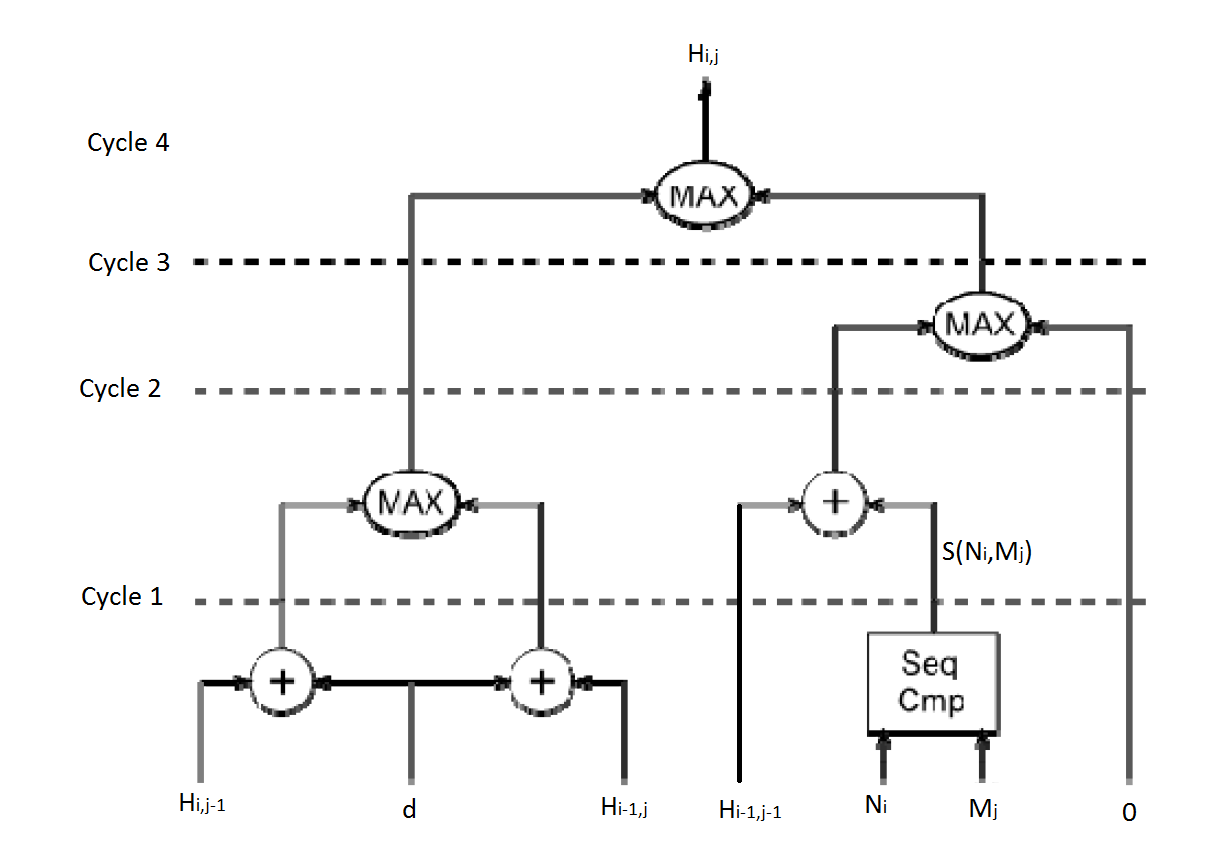 Hi,j
Cycle 4
MAX
Cycle 3
MAX
Cycle 2
MAX
+
S(Ni,Mj)
Cycle 1
+
+
Seq
Cmp
Hi,j-1
d
Hi-1,j
Hi-1,j-1
Ni
Mj
0